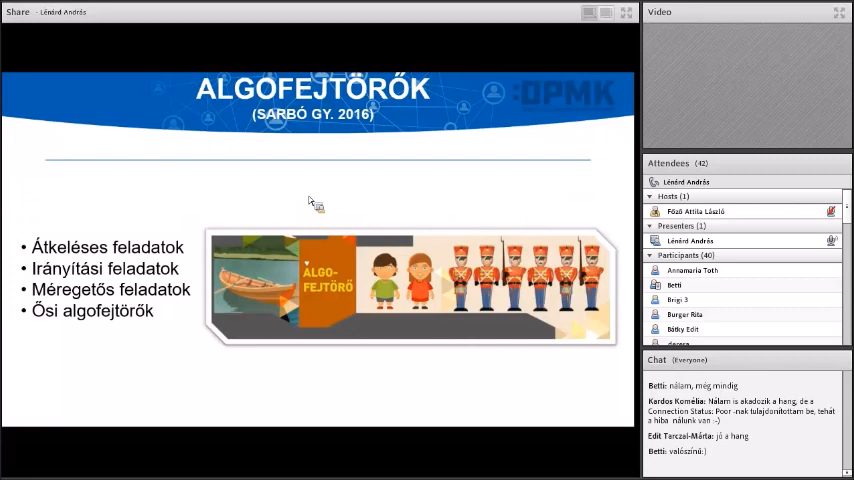 Share - Lénárd András
ALGOFEJTÖRŐK
(SARBÓ GY. 2016)
:OPMK
• Átkeléses feladatok
• Irányítási feladatok
• Méregetős feladatok
• Ősi algofejtörők
ALGO-
FEJTÖRŐ
Video
Attendees (42)
Lénárd András
Hosts (1)
Főző Attila László
Presenters (1)
Lénárd András
Participants (40)
Annamaria Toth
Betti
Brigi 3
Burger Rita
Bátky Edit
Chat (Everyone)
Betti: nálam, még mindig
Kardos Kornélia: Nálam is akadozik a hang, de a
Connection Status: Poor -nak tulajdonítottam be, tehát
a hiba nálunk van :-)
Edit Tarczal-Márta: jó a hang
Betti: valószínű:)